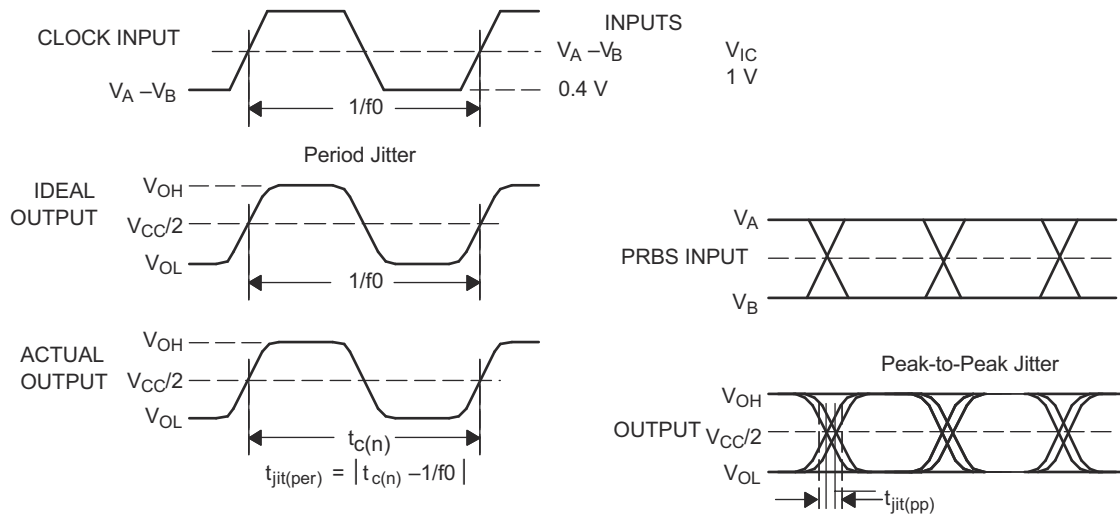 CLOCK INPUT
V_A –V_B
1/f0
INPUTS
V_A –V_B
V_IC
0.4 V
1 V
Period Jitter
IDEAL
OUTPUT
V_OH
V_CC/2
V_OL
1/f0
ACTUAL
OUTPUT
V_OH
V_CC/2
V_OL
t_c(n)
t_jit(per) = | t_c(n) –1/f0 |
V_A
PRBS INPUT
V_B
Peak-to-Peak Jitter
V_OH
OUTPUT
V_CC/2
V_OL
t_jit(pp)